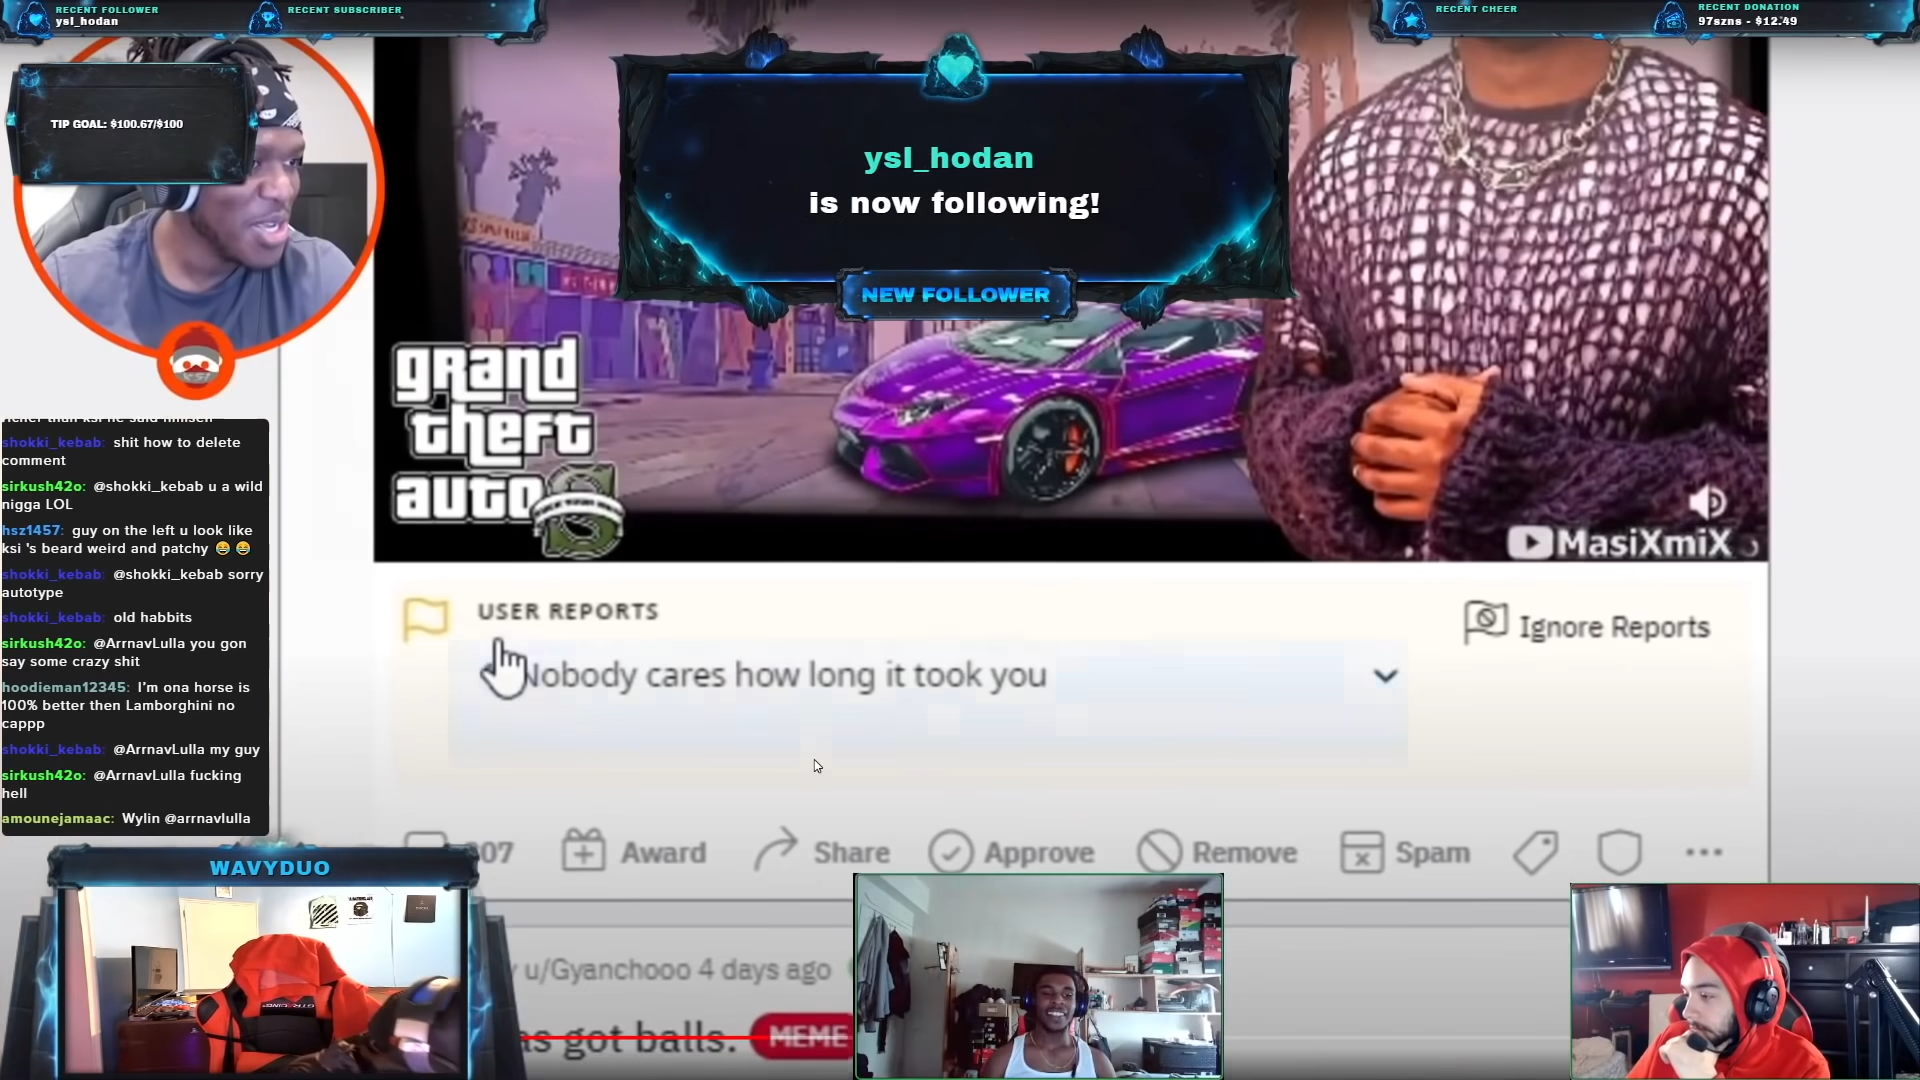 RECENT FOLLOWER
ysl_hodan
RECENT SUBSCRIBER
RECENT CHEER
RECENT DONATION
97szns - $12.49
TIP GOAL: $100.67/$100
ysl_hodan
is now following!
NEW FOLLOWER
grand
theft
auto
MasiXmiX
shokki_kebab: shit how to delete
comment
sirkush42o: @shokki_kebab u a wild
nigga LOL
hsz1457: guy on the left u look like
ksi 's beard weird and patchy 😂 😂
shokki_kebab: @shokki_kebab sorry
autotype
shokki_kebab: old habbits
sirkush42o: @ArrnavLulla you gon
say some crazy shit
hoodieman12345: I'm ona horse is
100% better then Lamborghini no
cappp
shokki_kebab: @ArrnavLulla my guy
sirkush42o: @ArrnavLulla fucking
hell
amounejamaac: Wylin @arrnavlulla
USER REPORTS
Ignore Reports
Nobody cares how long it took you
Award
Share
Approve
Remove
Spam
WAVYDUO
u/Gyanchooo 4 days ago
got balls.
MEME